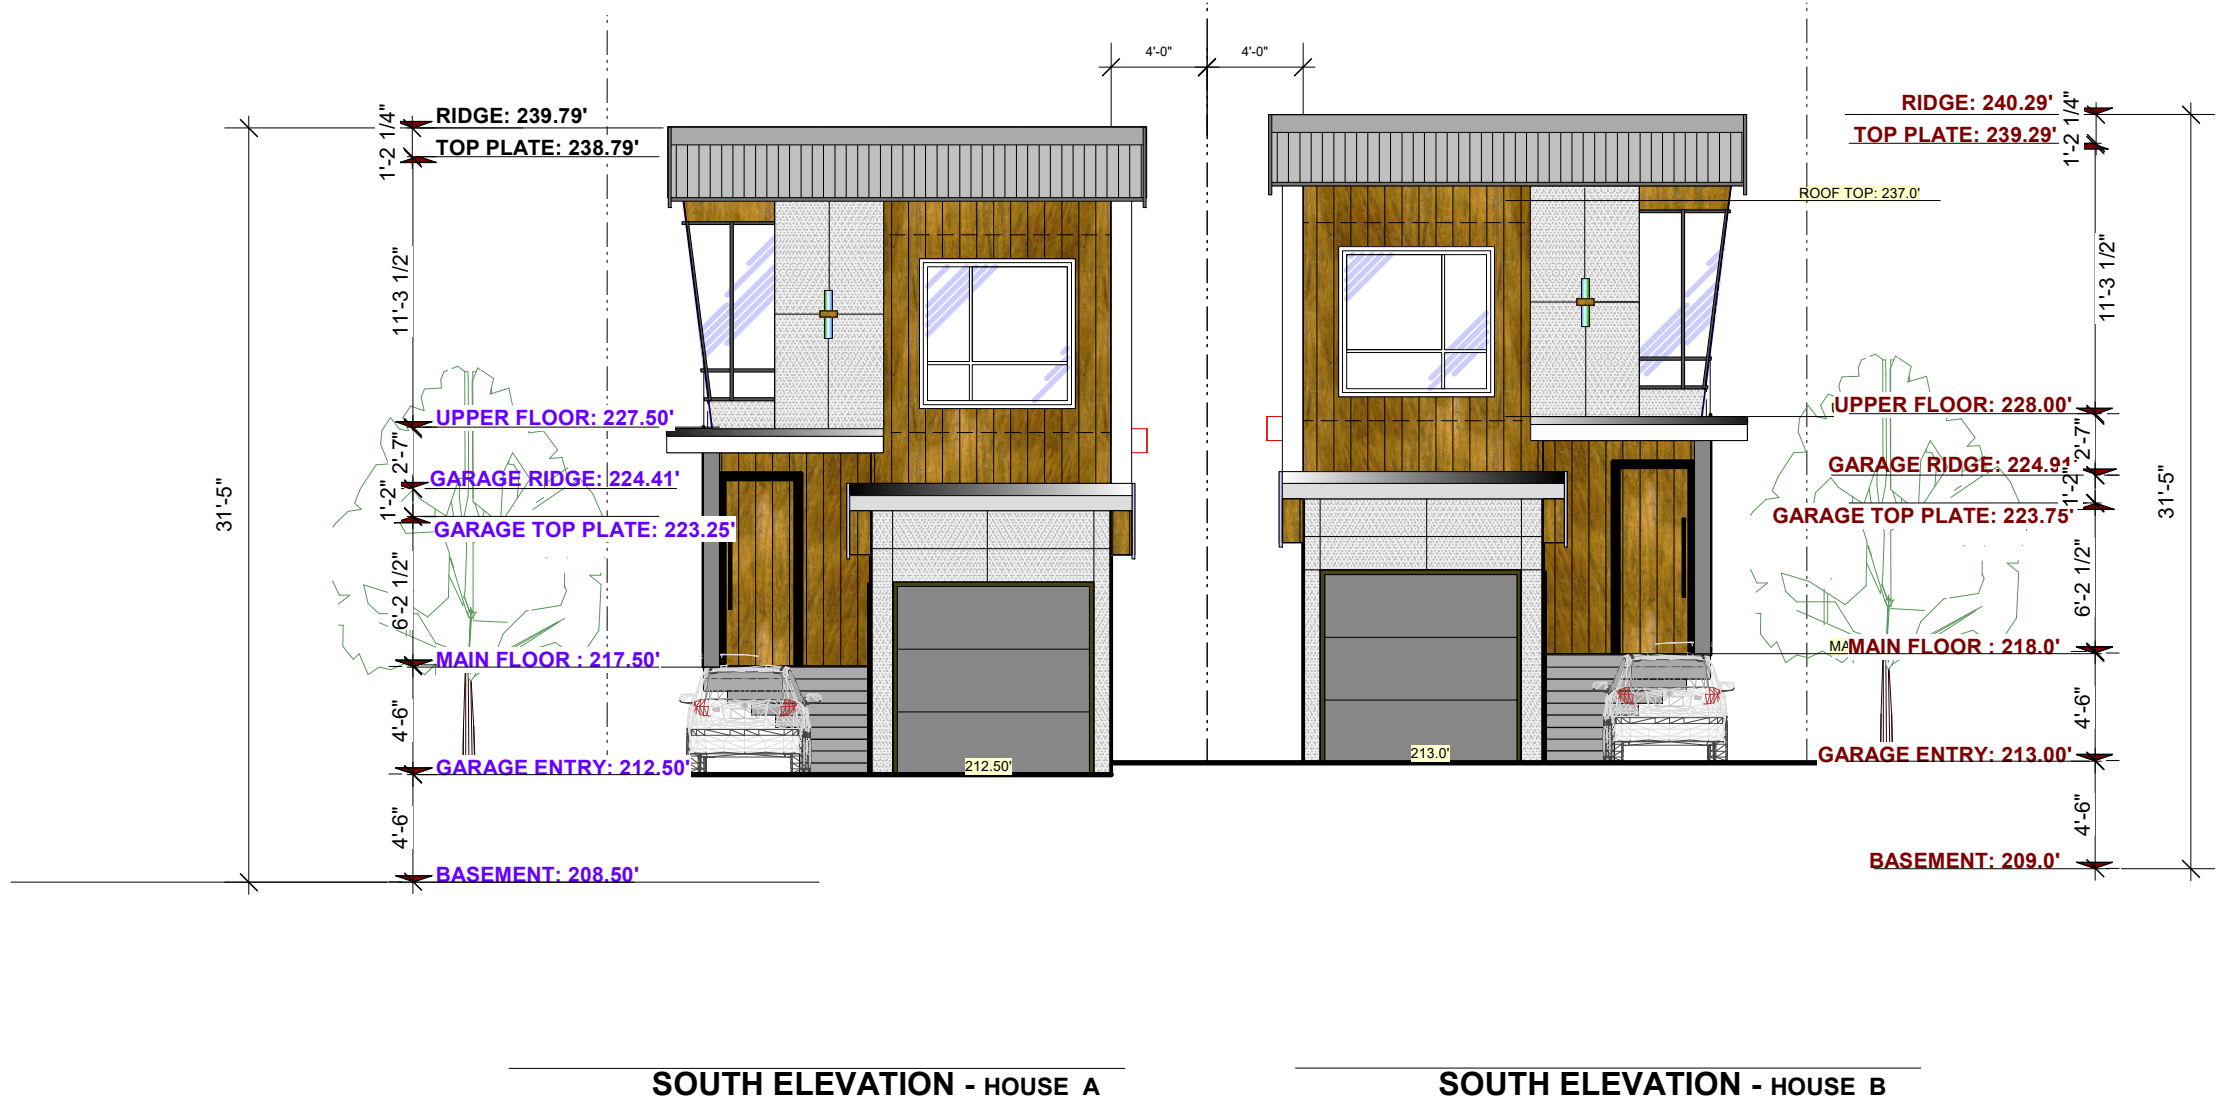 4'-0" 4'-0"
RIDGE: 239.79'
TOP PLATE: 238.79'
1'-2 1/4"
11'-3 1/2"
UPPER FLOOR: 227.50'
2'-7"
GARAGE RIDGE: 224.41'
1'-2"
GARAGE TOP PLATE: 223.25'
31'-5"
6'-2 1/2"
MAIN FLOOR : 217.50'
4'-6"
GARAGE ENTRY: 212.50'
212.50'
4'-6"
BASEMENT: 208.50'
RIDGE: 240.29'
TOP PLATE: 239.29'
1'-2 1/4"
ROOF TOP: 237.0'
11'-3 1/2"
UPPER FLOOR: 228.00'
2'-7"
GARAGE RIDGE: 224.91'
1'-2"
GARAGE TOP PLATE: 223.75'
31'-5"
6'-2 1/2"
MAIN FLOOR : 218.0'
4'-6"
213.0'
GARAGE ENTRY: 213.00'
4'-6"
BASEMENT: 209.0'
SOUTH ELEVATION - HOUSE A
SOUTH ELEVATION - HOUSE B